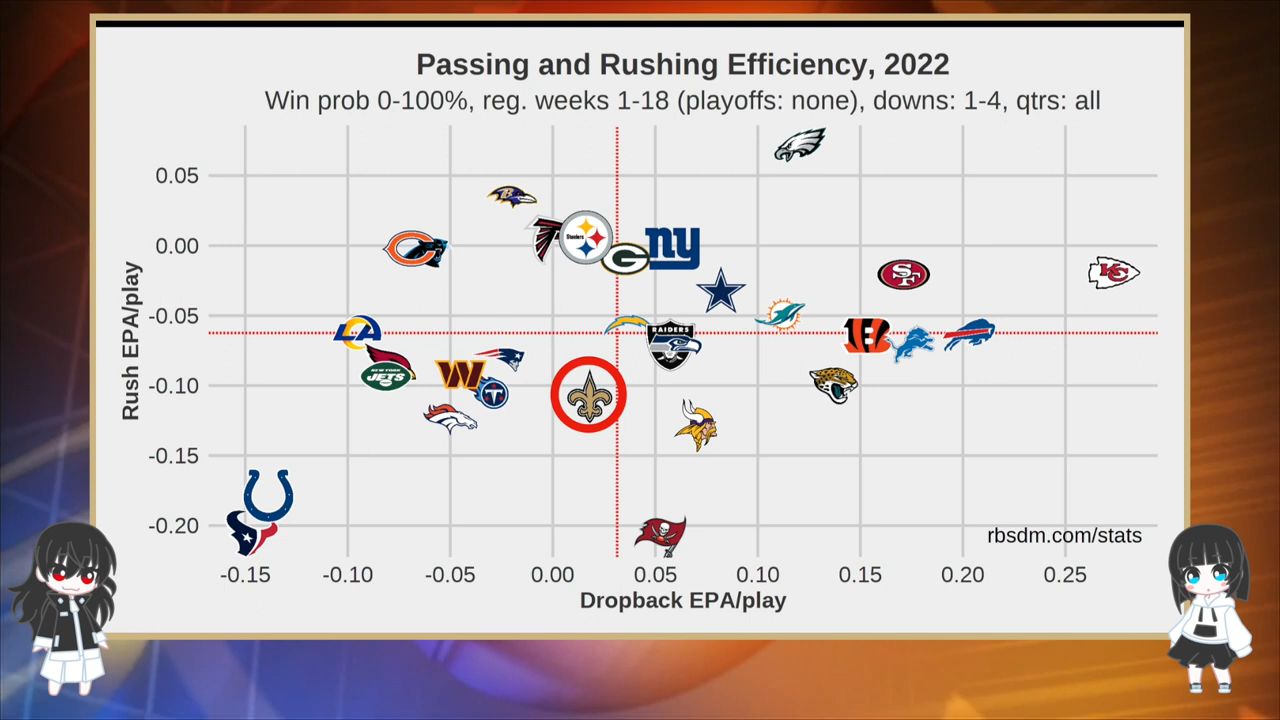 Passing and Rushing Efficiency, 2022
Win prob 0-100%, reg. weeks 1-18 (playoffs: none), downs: 1-4, qtrs: all
Rush EPA/play
0.05
0.00
-0.05
-0.10
-0.15
-0.20
Steelers
G
ny
SF
KC
B
LA
RAIDERS
B
NEW YORK
JETS
W
T
rbsdm.com/stats
-0.15 -0.10 -0.05 0.00 0.05 0.10 0.15 0.20 0.25
Dropback EPA/play